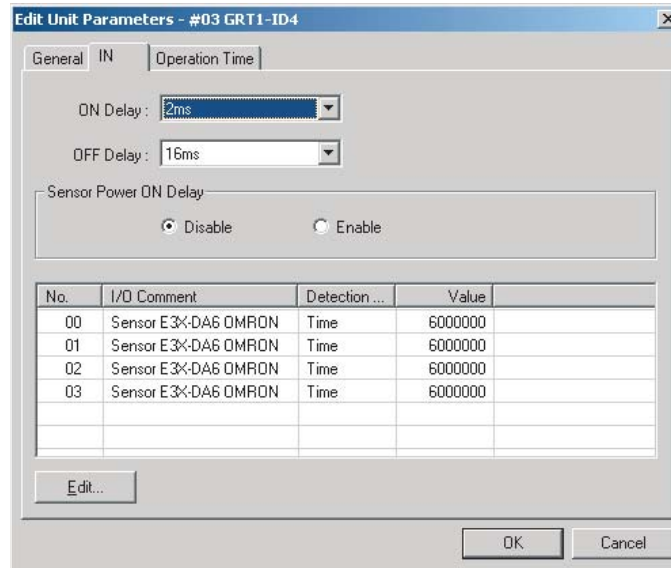 Edit Unit Parameters - #03 GRT1-ID4
General IN Operation Time
ON Delay : 2ms
OFF Delay : 16ms
Sensor Power ON Delay
Disable Enable
No. I/O Comment Detection ... Value
00 Sensor E3X-DA6 OMRON Time 6000000
01 Sensor E3X-DA6 OMRON Time 6000000
02 Sensor E3X-DA6 OMRON Time 6000000
03 Sensor E3X-DA6 OMRON Time 6000000
Edit...
OK Cancel